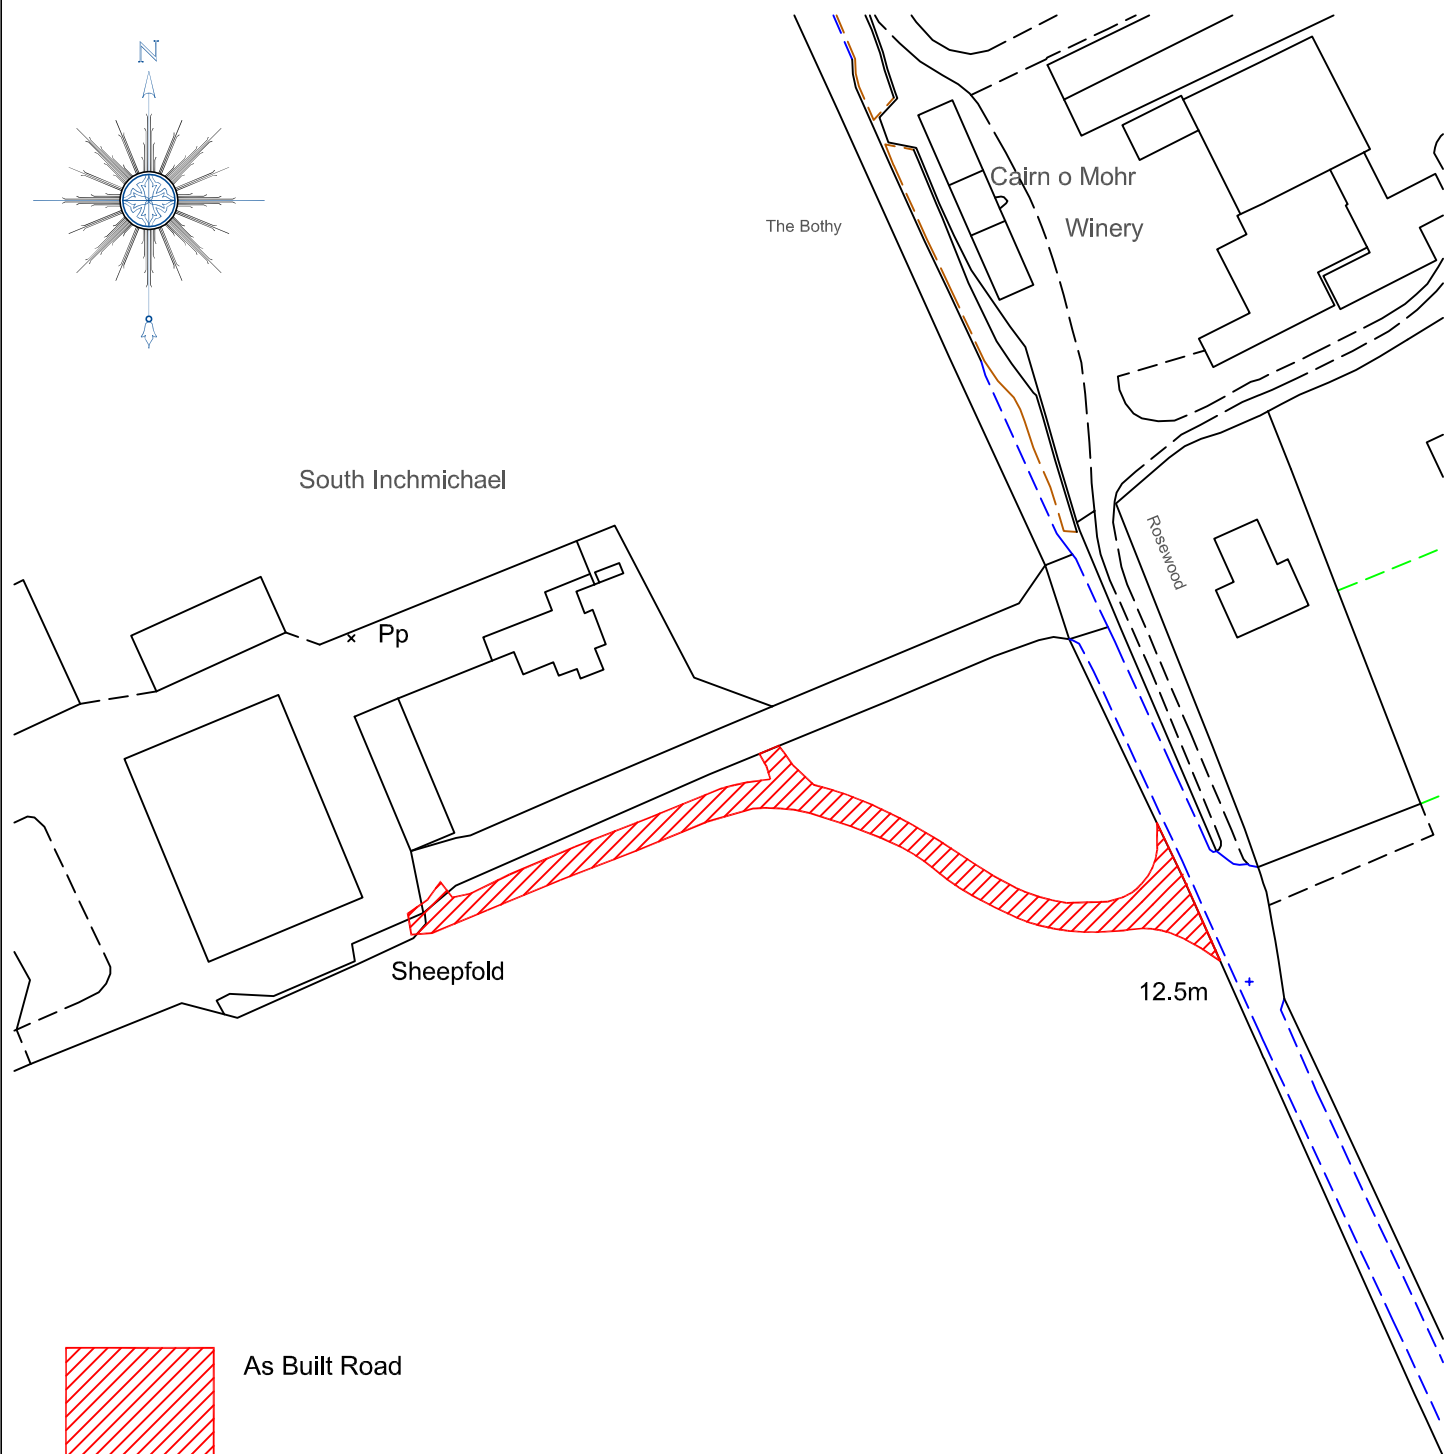 N
Cairn o Mohr
Winery
The Bothy
South Inchmichael
Rosewood
Pp
Sheepfold
12.5m
As Built Road